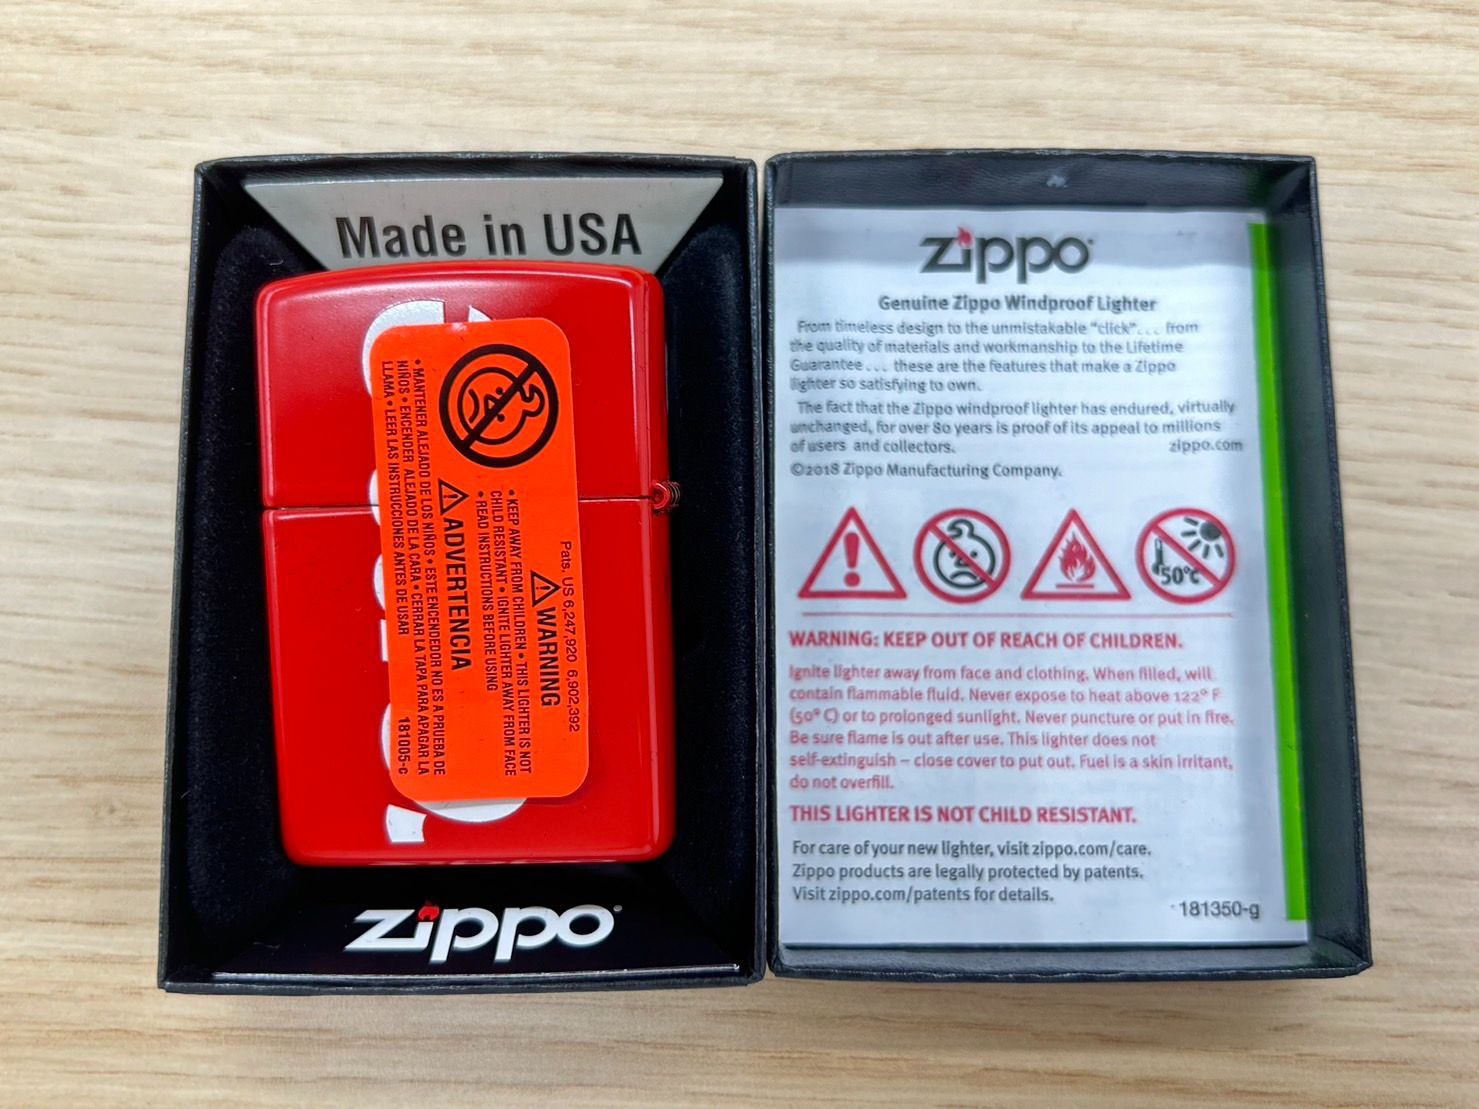 Made in USA
• MANTENER ALEJADO DE LOS NIÑOS • ESTE ENCENDEDOR NO ES A PRUEBA DE
NIÑOS • ENCENDER ALEJADO DE LA CARA • CERRAR LA TAPA PARA APAGAR LA
LLAMA • LEER LAS INSTRUCCIONES ANTES DE USAR
181005-c
ADVERTENCIA
• KEEP AWAY FROM CHILDREN • THIS LIGHTER IS NOT
CHILD RESISTANT • IGNITE LIGHTER AWAY FROM FACE
• READ INSTRUCTIONS BEFORE USING
WARNING
Pats. US 6,247,920 6,902,392
zippo
zippo
Genuine Zippo Windproof Lighter
From timeless design to the unmistakable "click". . . from
the quality of materials and workmanship to the Lifetime
Guarantee . . . these are the features that make a Zippo
lighter so satisfying to own.
The fact that the Zippo windproof lighter has endured, virtually
unchanged, for over 80 years is proof of its appeal to millions
of users and collectors. zippo.com
©2018 Zippo Manufacturing Company.
50°C
WARNING: KEEP OUT OF REACH OF CHILDREN.
Ignite lighter away from face and clothing. When filled, will
contain flammable fluid. Never expose to heat above 122° F
(50° C) or to prolonged sunlight. Never puncture or put in fire.
Be sure flame is out after use. This lighter does not
self-extinguish – close cover to put out. Fuel is a skin irritant,
do not overfill.
THIS LIGHTER IS NOT CHILD RESISTANT.
For care of your new lighter, visit zippo.com/care.
Zippo products are legally protected by patents.
Visit zippo.com/patents for details.
181350-g